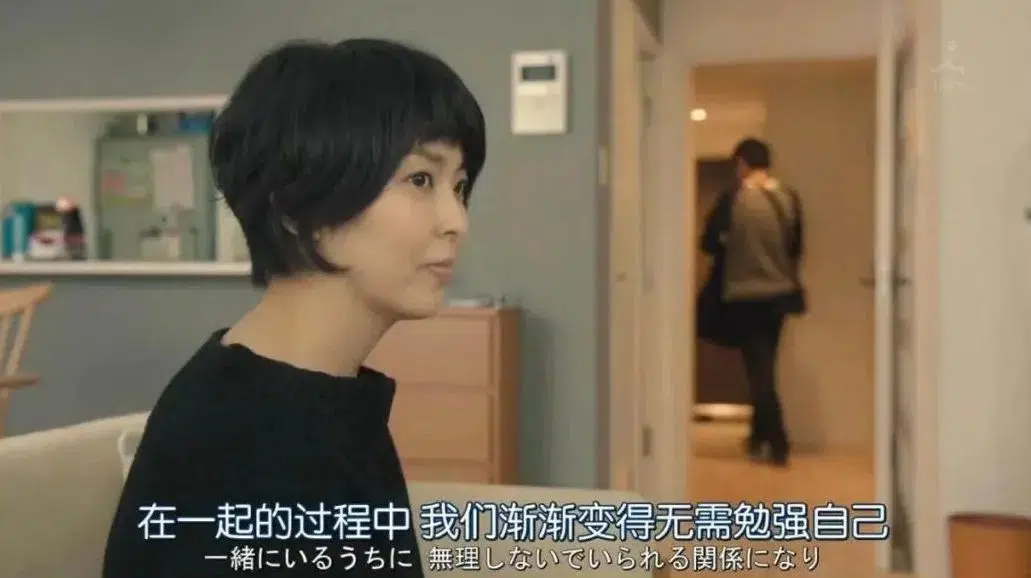 在一起的过程中 我们渐渐变得无需勉强自己
一緒にいるうちに 無理しないでいられる関係になり